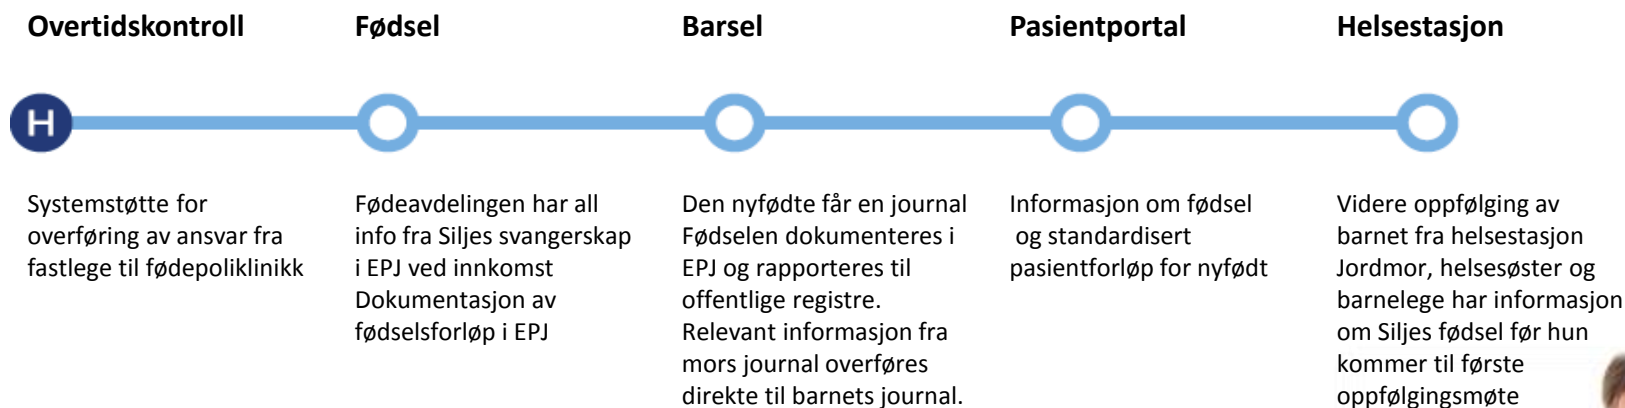 Overtidskontroll
Fødsel
Barsel
Pasientportal
Helsestasjon
H
Systemstøtte for
overføring av ansvar fra
fastlege til fødepoliklinikk
Fødeavdelingen har all
info fra Siljes svangerskap
i EPJ ved innkomst
Dokumentasjon av
fødselsforløp i EPJ
Den nyfødte får en journal
Fødselen dokumenteres i
EPJ og rapporteres til
offentlige registre.
Relevant informasjon fra
mors journal overføres
direkte til barnets journal.
Informasjon om fødsel
og standardisert
pasientforløp for nyfødt
Videre oppfølging av
barnet fra helsestasjon
Jordmor, helsesøster og
barnelege har informasjon
om Siljes fødsel før hun
kommer til første
oppfølgingsmøte